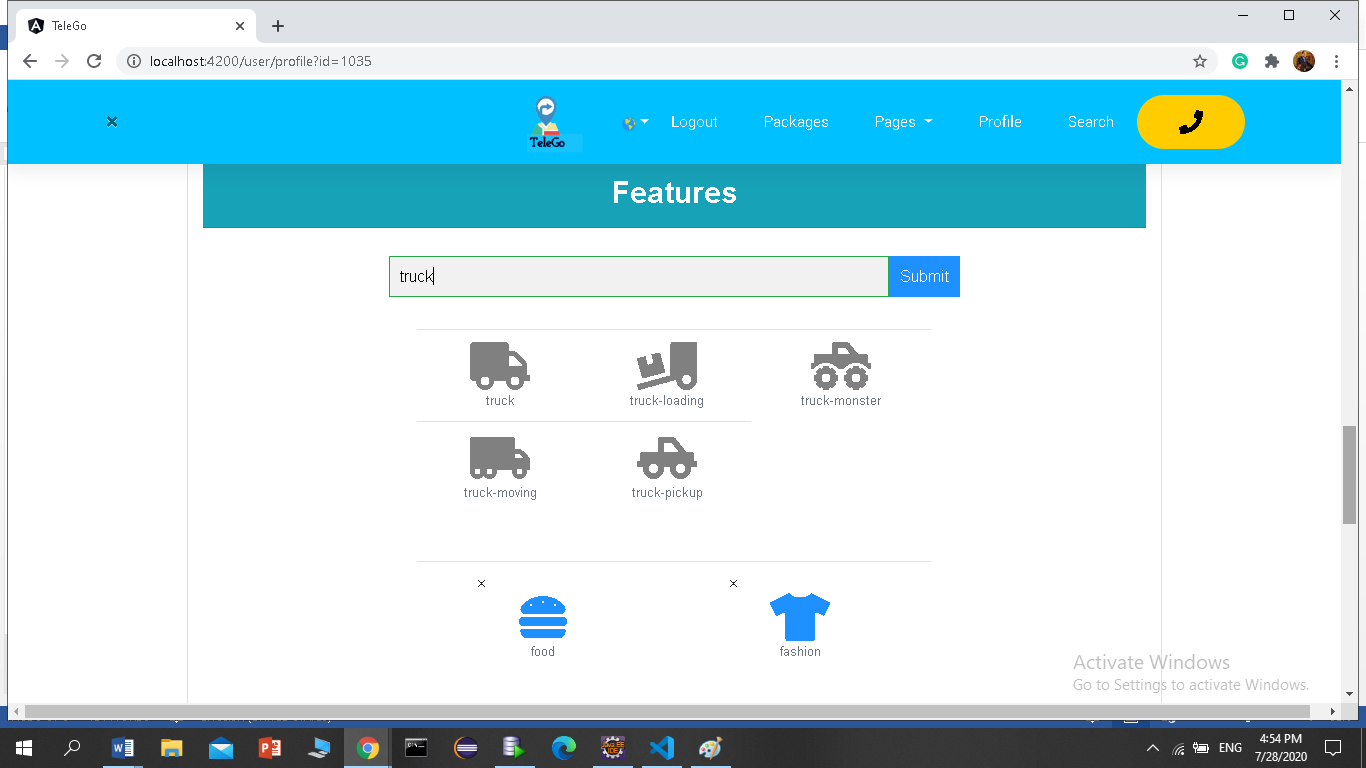 TeleGo
localhost:4200/user/profile?id=1035
TeleGo
Logout
Packages
Pages
Profile
Search
Features
truck
Submit
truck
truck-loading
truck-monster
truck-moving
truck-pickup
food
fashion
Activate Windows
Go to Settings to activate Windows.
ENG
4:54 PM
7/28/2020